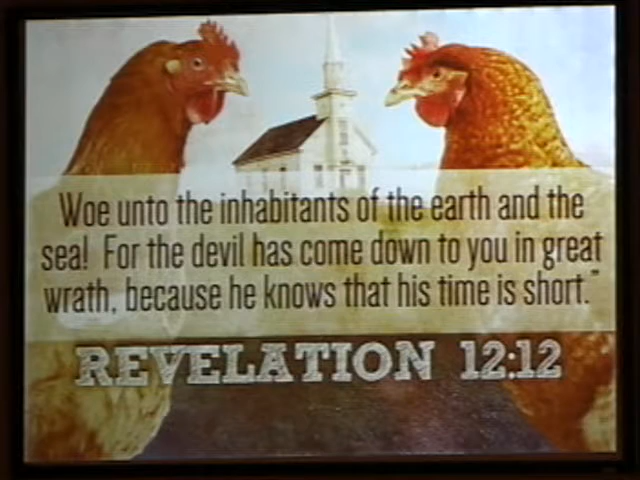 Woe unto the inhabitants of the earth and the
sea! For the devil has come down to you in great
wrath, because he knows that his time is short."
REVELATION 12:12